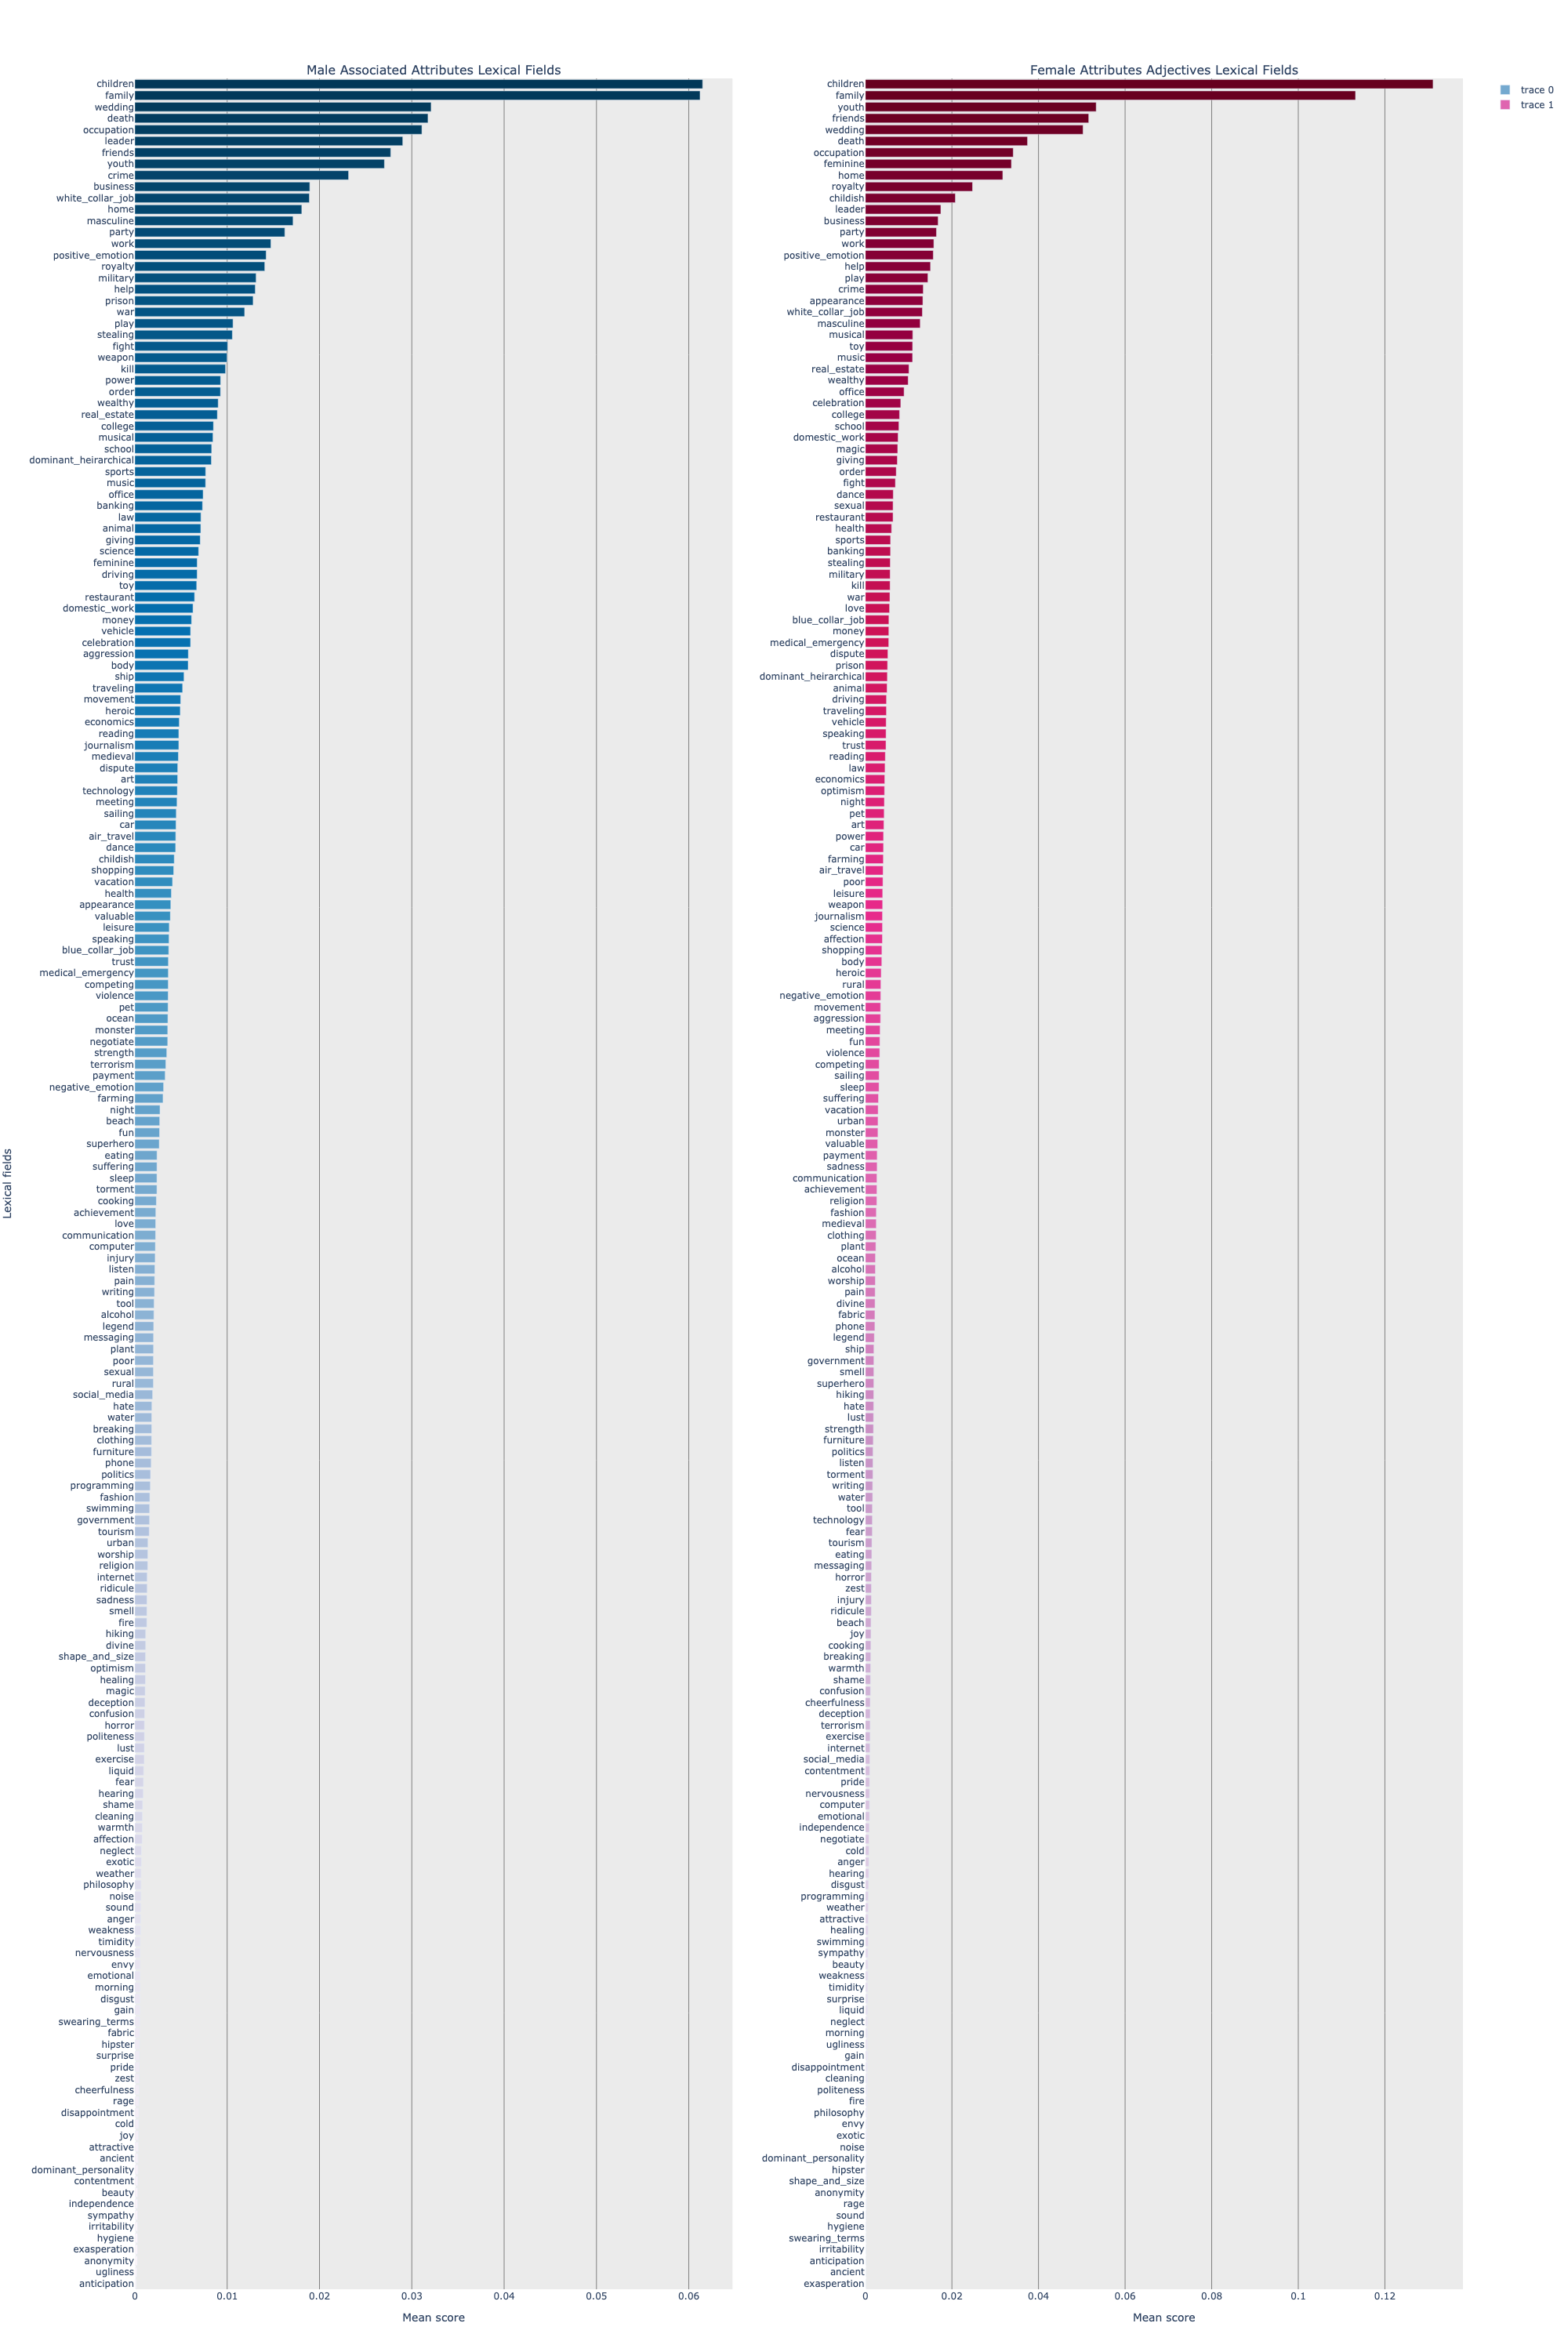 Male Associated Attributes Lexical Fields
children
family
wedding
death
occupation
leader
friends
youth
crime
business
white_collar_job
home
masculine
party
work
positive_emotion
royalty
military
help
prison
war
play
stealing
fight
weapon
kill
power
order
wealthy
real_estate
college
musical
school
dominant_heirarchical
sports
music
office
banking
law
animal
giving
science
feminine
driving
toy
restaurant
domestic_work
money
vehicle
celebration
aggression
body
ship
traveling
movement
heroic
economics
reading
journalism
medieval
dispute
art
technology
meeting
sailing
car
air_travel
dance
childish
shopping
vacation
health
appearance
valuable
leisure
speaking
blue_collar_job
trust
medical_emergency
competing
violence
pet
ocean
monster
negotiate
strength
terrorism
payment
negative_emotion
farming
night
beach
fun
superhero
eating
suffering
sleep
torment
cooking
achievement
love
communication
computer
injury
listen
pain
writing
tool
alcohol
legend
messaging
plant
poor
sexual
rural
social_media
hate
water
breaking
clothing
furniture
phone
politics
programming
fashion
swimming
government
tourism
urban
worship
religion
internet
ridicule
sadness
smell
fire
hiking
divine
shape_and_size
optimism
healing
magic
deception
confusion
horror
politeness
lust
exercise
liquid
fear
hearing
shame
cleaning
warmth
affection
neglect
exotic
weather
philosophy
noise
sound
anger
weakness
timidity
nervousness
envy
emotional
morning
disgust
gain
swearing_terms
fabric
hipster
surprise
pride
zest
cheerfulness
rage
disappointment
cold
joy
attractive
ancient
dominant_personality
contentment
beauty
independence
sympathy
irritability
hygiene
exasperation
anonymity
ugliness
anticipation
0 0.01 0.02 0.03 0.04 0.05 0.06
Mean score
Lexical fields
Female Attributes Adjectives Lexical Fields
children
family
youth
friends
wedding
death
occupation
feminine
home
royalty
childish
leader
business
party
work
positive_emotion
help
play
crime
appearance
white_collar_job
masculine
musical
toy
music
real_estate
wealthy
office
celebration
college
school
domestic_work
magic
giving
order
fight
dance
sexual
restaurant
health
sports
banking
stealing
military
kill
war
love
blue_collar_job
money
medical_emergency
dispute
prison
dominant_heirarchical
animal
driving
traveling
vehicle
speaking
trust
reading
law
economics
optimism
night
pet
art
power
car
farming
air_travel
poor
leisure
weapon
journalism
science
affection
shopping
body
heroic
rural
negative_emotion
movement
aggression
meeting
fun
violence
competing
sailing
sleep
suffering
vacation
urban
monster
valuable
payment
sadness
communication
achievement
religion
fashion
medieval
clothing
plant
ocean
alcohol
worship
pain
divine
fabric
phone
legend
ship
government
smell
superhero
hiking
hate
lust
strength
furniture
politics
listen
torment
writing
water
tool
technology
fear
tourism
eating
messaging
horror
zest
injury
ridicule
beach
joy
cooking
breaking
warmth
shame
confusion
cheerfulness
deception
terrorism
exercise
internet
social_media
contentment
pride
nervousness
computer
emotional
independence
negotiate
cold
anger
hearing
disgust
programming
weather
attractive
healing
swimming
sympathy
beauty
weakness
timidity
surprise
liquid
neglect
morning
ugliness
gain
disappointment
cleaning
politeness
fire
philosophy
envy
exotic
noise
dominant_personality
hipster
shape_and_size
anonymity
rage
sound
hygiene
swearing_terms
irritability
anticipation
ancient
exasperation
0 0.02 0.04 0.06 0.08 0.1 0.12
Mean score
trace 0
trace 1